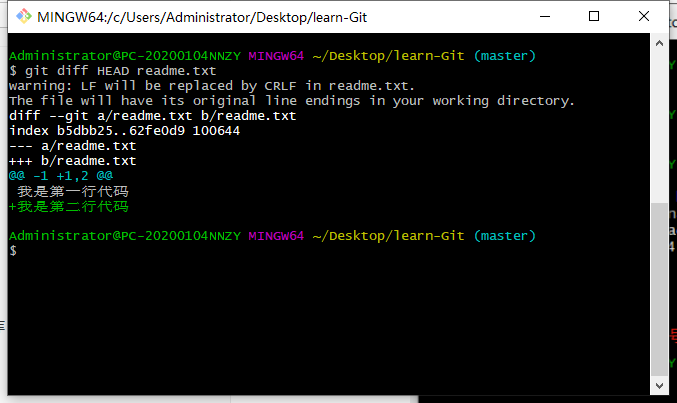 MINGW64:/c/Users/Administrator/Desktop/learn-Git
Administrator@PC-20200104NNZY MINGW64 ~/Desktop/learn-Git (master)
$ git diff HEAD readme.txt
warning: LF will be replaced by CRLF in readme.txt.
The file will have its original line endings in your working directory.
diff --git a/readme.txt b/readme.txt
index b5dbb25..62fe0d9 100644
--- a/readme.txt
+++ b/readme.txt
@@ -1 +1,2 @@
我是第一行代码
+我是第二行代码
Administrator@PC-20200104NNZY MINGW64 ~/Desktop/learn-Git (master)
$